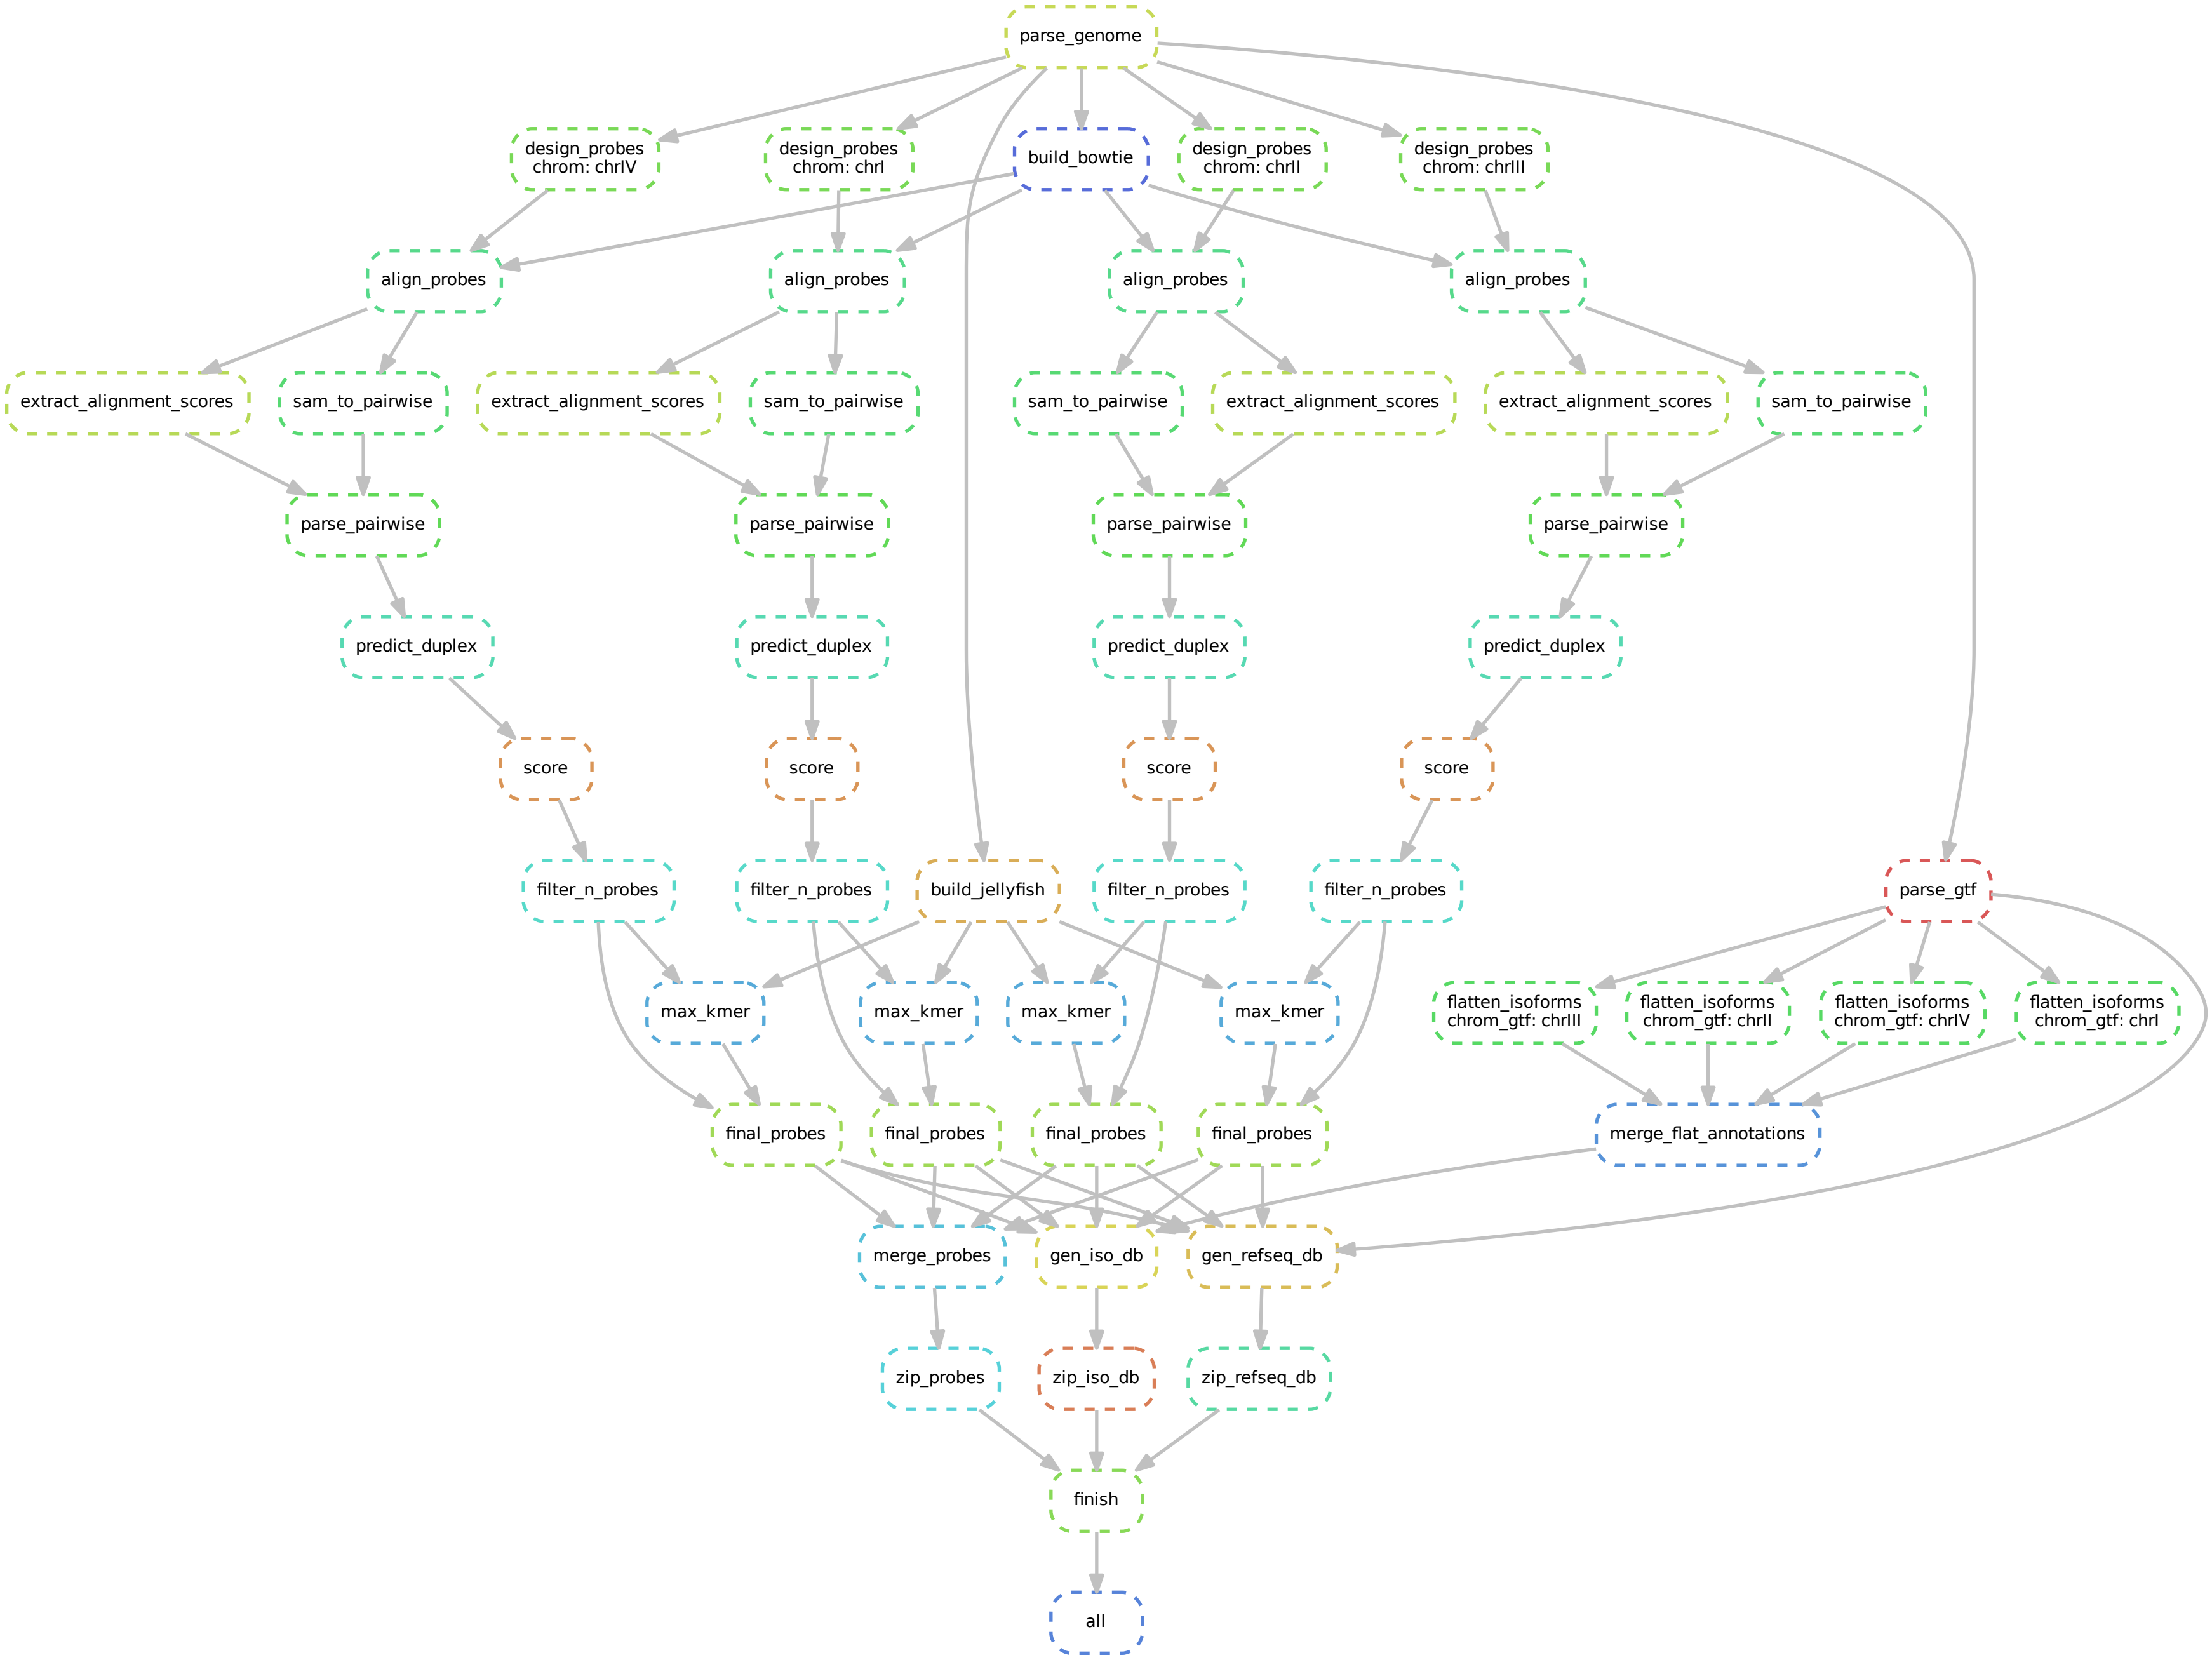 parse_genome
design_probes
chrom: chrIV
design_probes
chrom: chrI
build_bowtie
design_probes
chrom: chrII
design_probes
chrom: chrIII
align_probes
align_probes
align_probes
align_probes
extract_alignment_scores
sam_to_pairwise
extract_alignment_scores
sam_to_pairwise
sam_to_pairwise
extract_alignment_scores
extract_alignment_scores
sam_to_pairwise
parse_pairwise
parse_pairwise
parse_pairwise
parse_pairwise
predict_duplex
predict_duplex
predict_duplex
predict_duplex
score
score
score
score
filter_n_probes
filter_n_probes
build_jellyfish
filter_n_probes
filter_n_probes
parse_gtf
max_kmer
max_kmer
max_kmer
max_kmer
flatten_isoforms
chrom_gtf: chrIII
flatten_isoforms
chrom_gtf: chrII
flatten_isoforms
chrom_gtf: chrIV
flatten_isoforms
chrom_gtf: chrI
final_probes
final_probes
final_probes
final_probes
merge_flat_annotations
merge_probes
gen_iso_db
gen_refseq_db
zip_probes
zip_iso_db
zip_refseq_db
finish
all